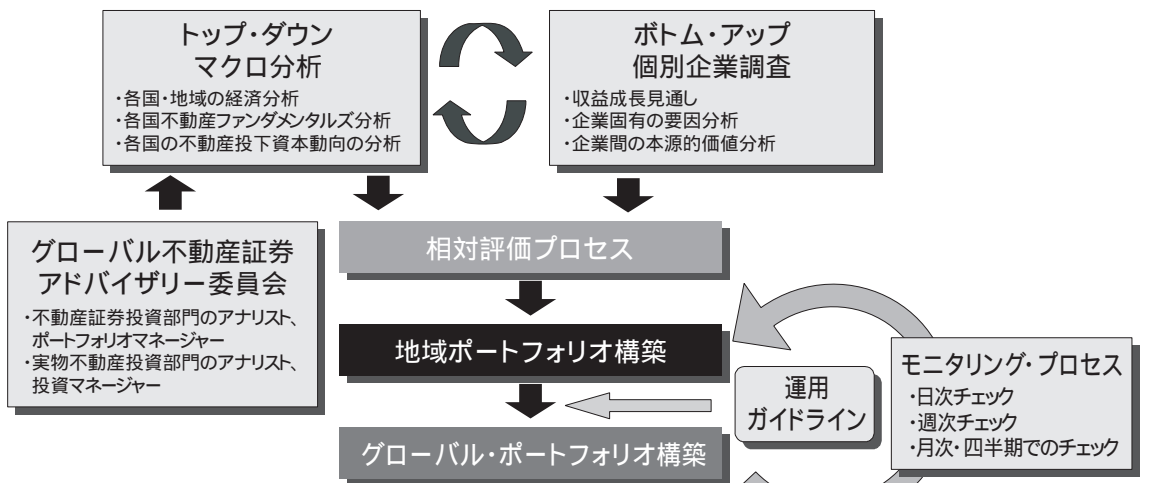 トップ・ダウン
マクロ分析
・各国・地域の経済分析
・各国不動産ファンダメンタルズ分析
・各国の不動産投下資本動向の分析
ボトム・アップ
個別企業調査
・収益成長見通し
・企業固有の要因分析
・企業間の本源的価値分析
グローバル不動産証券
アドバイザリー委員会
・不動産証券投資部門のアナリスト、
ポートフォリオマネージャー
・実物不動産投資部門のアナリスト、
投資マネージャー
相対評価プロセス
地域ポートフォリオ構築
運用
ガイドライン
モニタリング・プロセス
・日次チェック
・週次チェック
・月次・四半期でのチェック
グローバル・ポートフォリオ構築